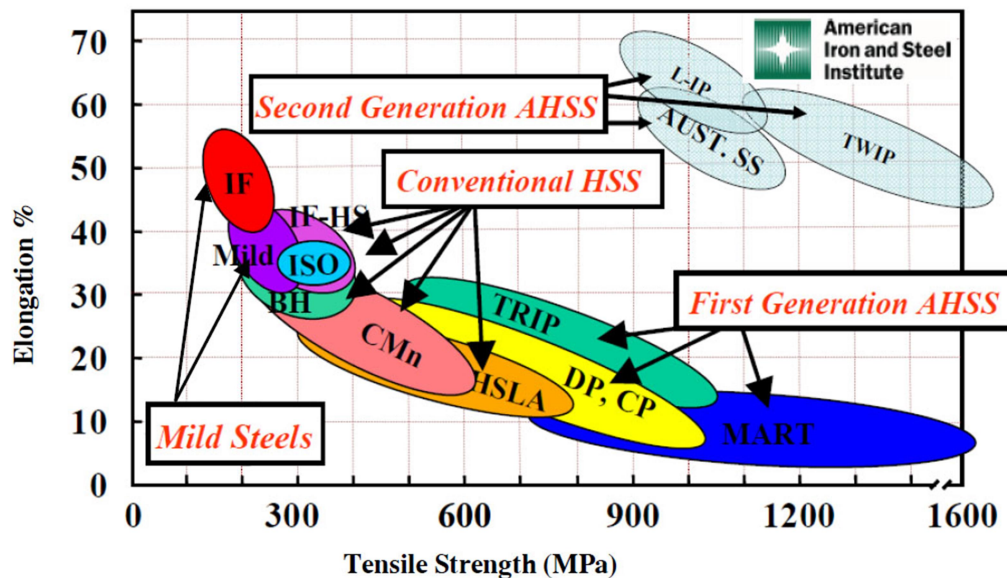 70
60
50
40
30
20
10
0
Elongation %
0
300
600
900
1200
1600
Tensile Strength (MPa)
American
Iron and Steel
Institute
Second Generation AHSS
L-IP
AUST. SS
TWIP
Conventional HSS
IF
IF-HS
Mild
ISO
BH
CMn
HSLA
TRIP
DP, CP
MART
First Generation AHSS
Mild Steels